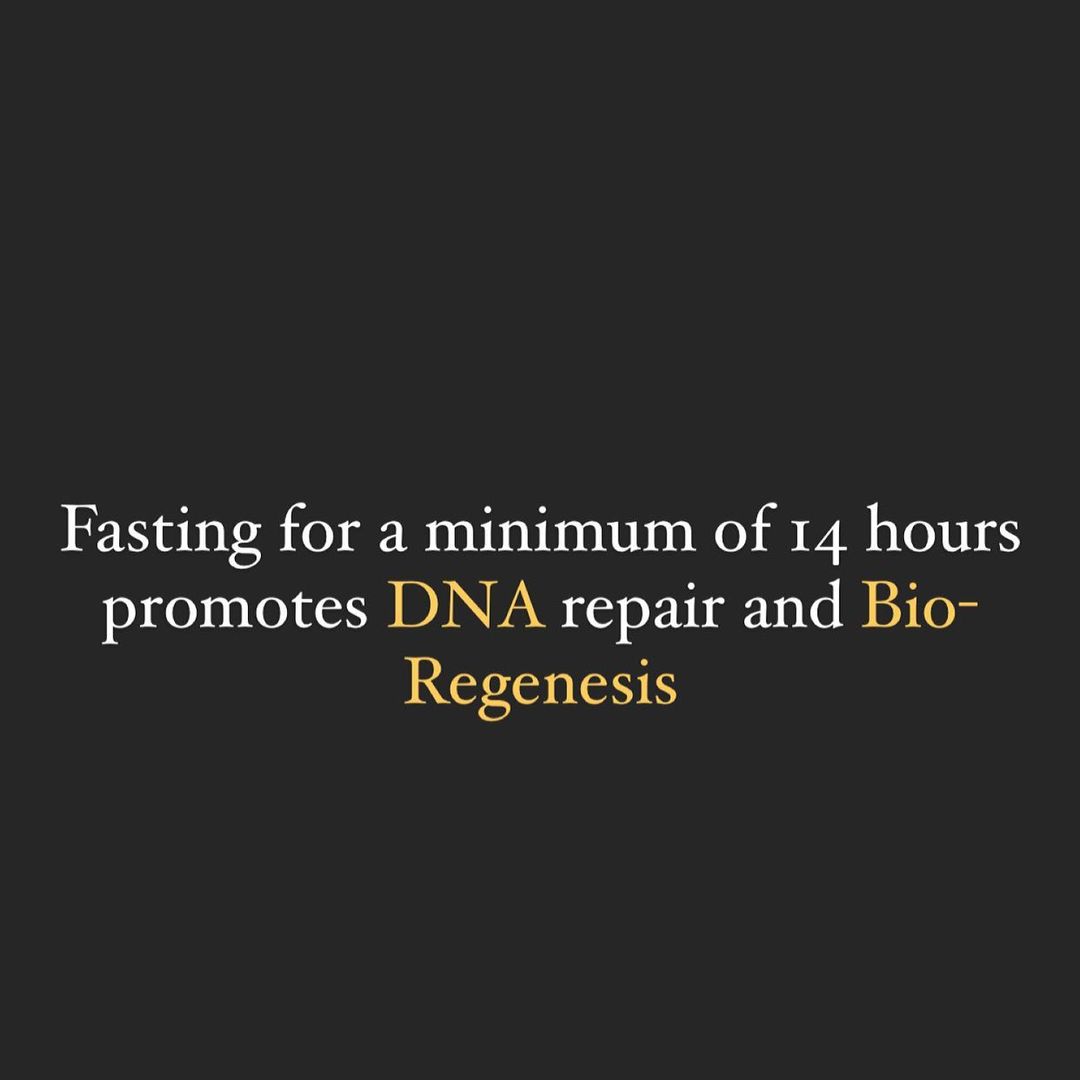 Fasting for a minimum of 14 hours
promotes DNA repair and Bio-
Regenesis